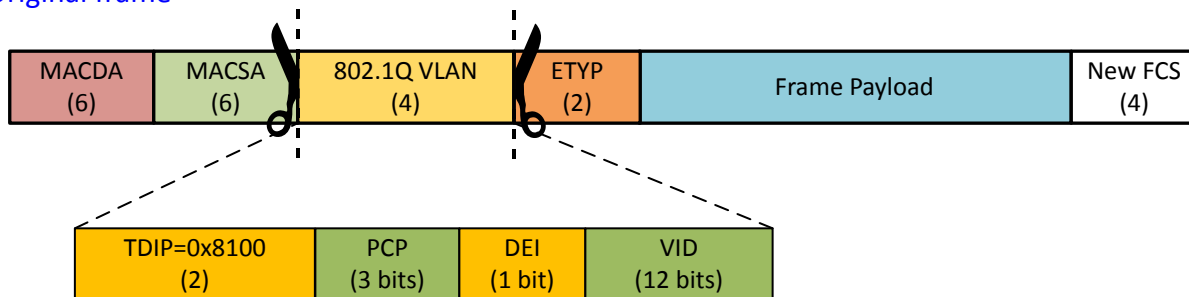 original frame
MACDA
(6)
MACSA
(6)
802.1Q VLAN
(4)
ETYP
(2)
Frame Payload
New FCS
(4)
TDIP=0x8100
(2)
PCP
(3 bits)
DEI
(1 bit)
VID
(12 bits)